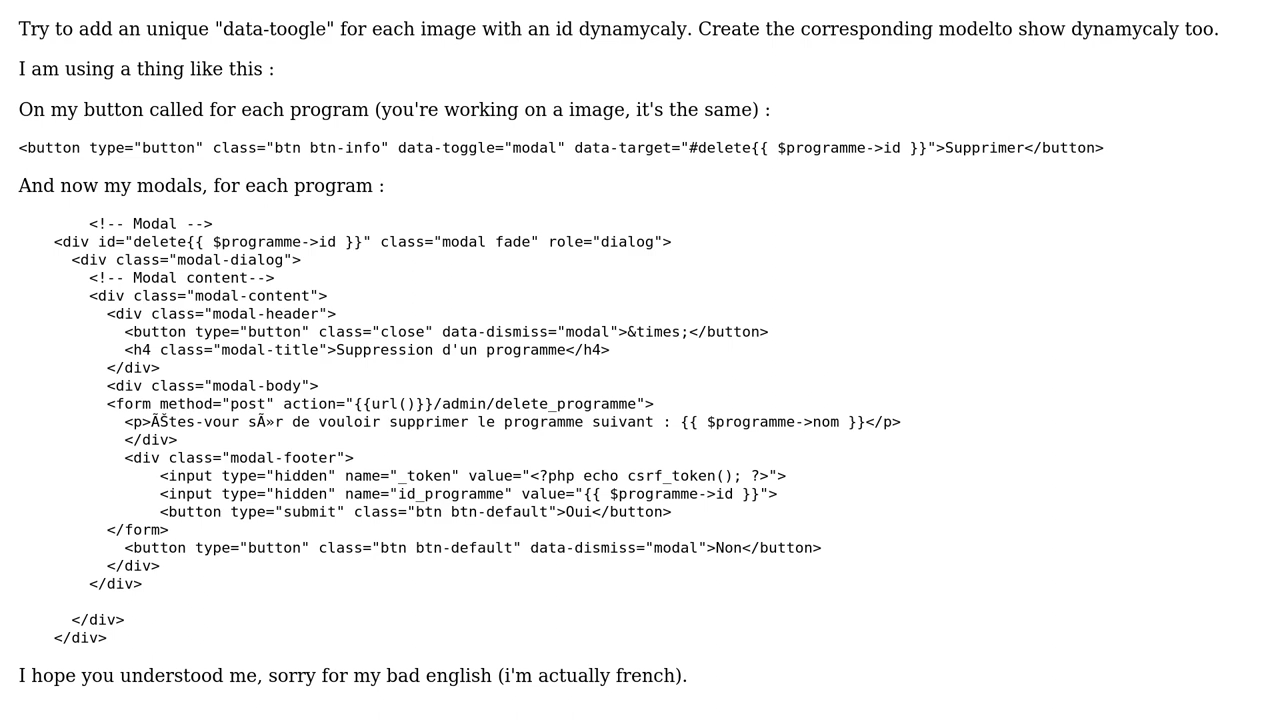 Try to add an unique "data-toogle" for each image with an id dynamycaly. Create the corresponding modelto show dynamycaly too.
I am using a thing like this :
On my button called for each program (you're working on a image, it's the same) :
<button type="button" class="btn btn-info" data-toggle="modal" data-target="#delete{{ $programme->id }}">Supprimer</button>
And now my modals, for each program :
<!-- Modal -->
<div id="delete{{ $programme->id }}" class="modal fade" role="dialog">
<div class="modal-dialog">
<!-- Modal content-->
<div class="modal-content">
<div class="modal-header">
<button type="button" class="close" data-dismiss="modal">&times;</button>
<h4 class="modal-title">Suppression d'un programme</h4>
</div>
<div class="modal-body">
<form method="post" action="{{url()}}/admin/delete_programme">
<p>ÃŠtes-vour sÃ»r de vouloir supprimer le programme suivant : {{ $programme->nom }}</p>
</div>
<div class="modal-footer">
<input type="hidden" name="_token" value="<?php echo csrf_token(); ?>">
<input type="hidden" name="id_programme" value="{{ $programme->id }}">
<button type="submit" class="btn btn-default">Oui</button>
</form>
<button type="button" class="btn btn-default" data-dismiss="modal">Non</button>
</div>
</div>
</div>
</div>
I hope you understood me, sorry for my bad english (i'm actually french).